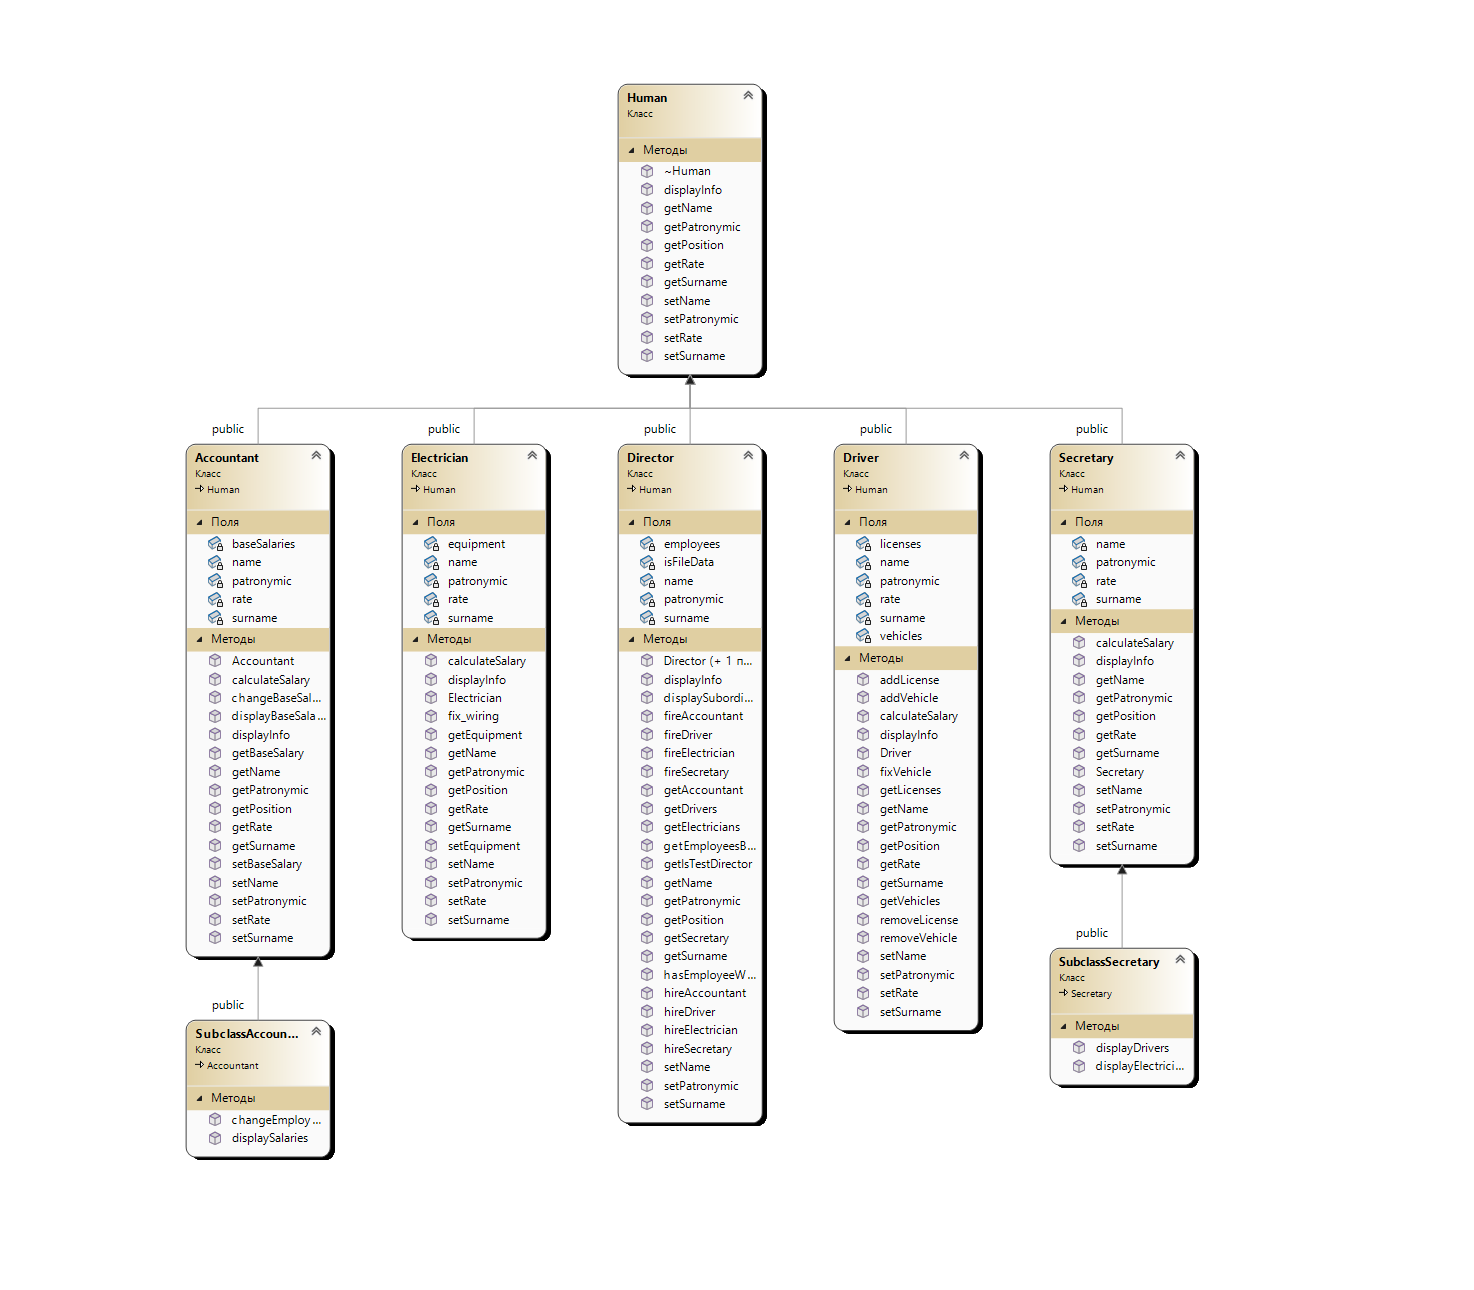 Human
Класс
Методы
~Human
displayInfo
getName
getPatronymic
getPosition
getRate
getSurname
setName
setPatronymic
setRate
setSurname
public
public
public
public
public
Accountant
Класс
Human
Поля
baseSalaries
name
patronymic
rate
surname
Методы
Accountant
calculateSalary
changeBaseSal...
displayBaseSala...
displayInfo
getBaseSalary
getName
getPatronymic
getPosition
getRate
getSurname
setBaseSalary
setName
setPatronymic
setRate
setSurname
Electrician
Класс
Human
Поля
equipment
name
patronymic
rate
surname
Методы
calculateSalary
displayInfo
Electrician
fix_wiring
getEquipment
getName
getPatronymic
getPosition
getRate
getSurname
setEquipment
setName
setPatronymic
setRate
setSurname
Director
Класс
Human
Поля
employees
isFileData
name
patronymic
surname
Методы
Director (+ 1 п...
displayInfo
displaySubordi...
fireAccountant
fireDriver
fireElectrician
fireSecretary
getAccountant
getDrivers
getElectricians
getEmployeesB...
getIsTestDirector
getName
getPatronymic
getPosition
getSecretary
getSurname
hasEmployeeW...
hireAccountant
hireDriver
hireElectrician
hireSecretary
setName
setPatronymic
setSurname
Driver
Класс
Human
Поля
licenses
name
patronymic
rate
surname
vehicles
Методы
addLicense
addVehicle
calculateSalary
displayInfo
Driver
fixVehicle
getLicenses
getName
getPatronymic
getPosition
getRate
getSurname
getVehicles
removeLicense
removeVehicle
setName
setPatronymic
setRate
setSurname
Secretary
Класс
Human
Поля
name
patronymic
rate
surname
Методы
calculateSalary
displayInfo
getName
getPatronymic
getPosition
getRate
getSurname
Secretary
setName
setPatronymic
setRate
setSurname
public
SubclassAccoun...
Класс
Accountant
Методы
changeEmploy...
displaySalaries
public
SubclassSecretary
Класс
Secretary
Методы
displayDrivers
displayElectrici...